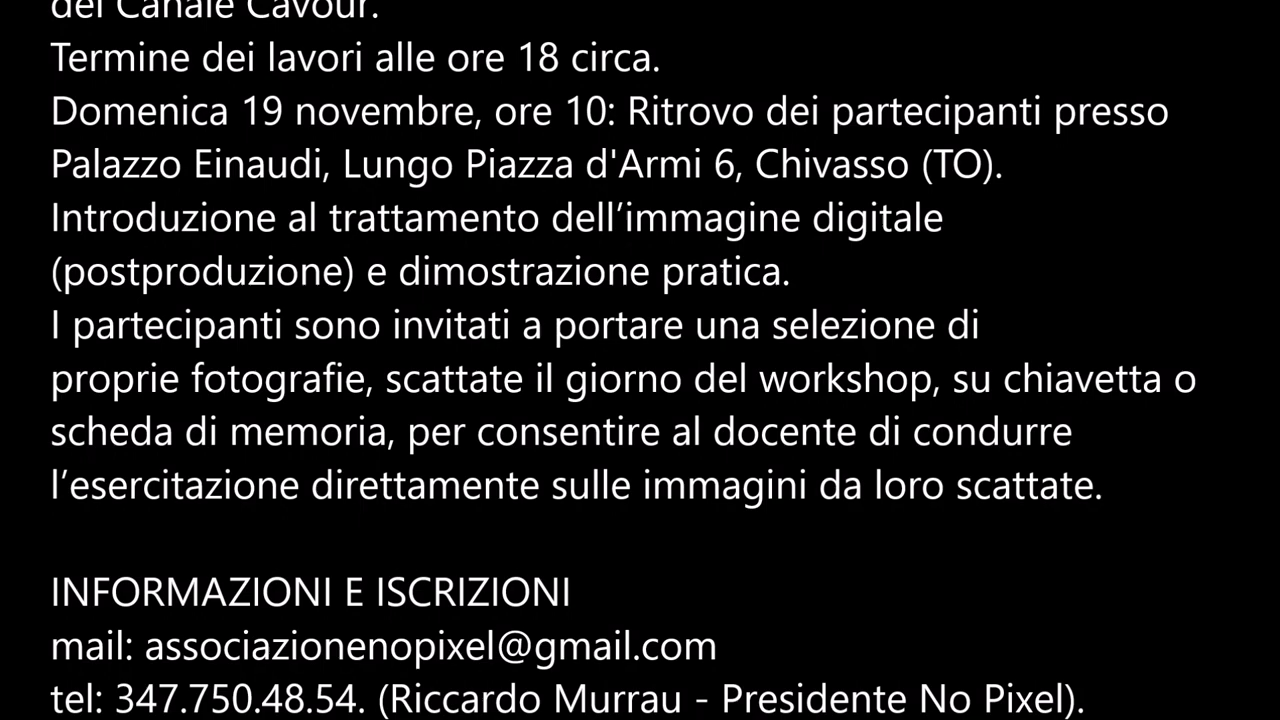 del Canale Cavour.
Termine dei lavori alle ore 18 circa.
Domenica 19 novembre, ore 10: Ritrovo dei partecipanti presso
Palazzo Einaudi, Lungo Piazza d'Armi 6, Chivasso (TO).
Introduzione al trattamento dell’immagine digitale
(postproduzione) e dimostrazione pratica.
I partecipanti sono invitati a portare una selezione di
proprie fotografie, scattate il giorno del workshop, su chiavetta o
scheda di memoria, per consentire al docente di condurre
l’esercitazione direttamente sulle immagini da loro scattate.
INFORMAZIONI E ISCRIZIONI
mail: associazionenopixel@gmail.com
tel: 347.750.48.54. (Riccardo Murrau - Presidente No Pixel).